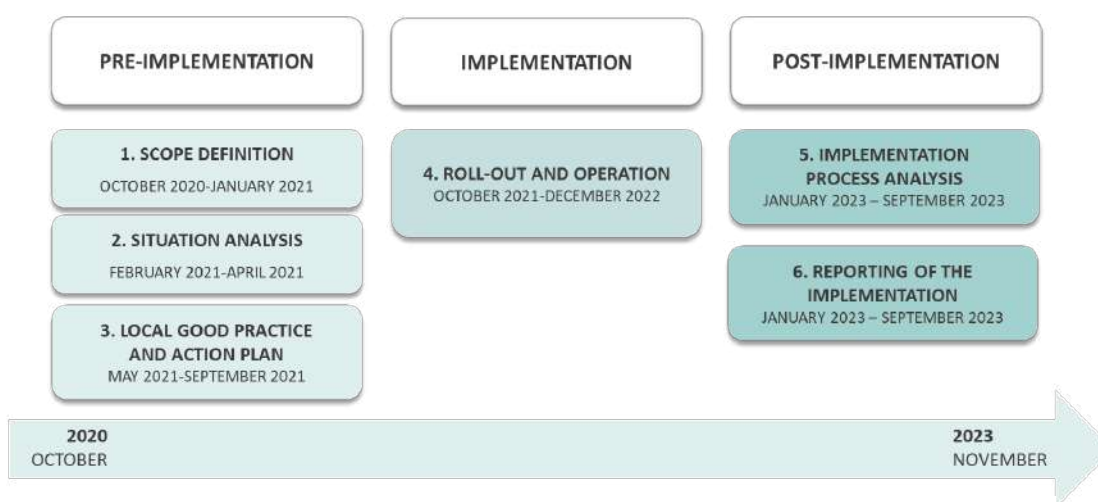 PRE-IMPLEMENTATION
IMPLEMENTATION
POST-IMPLEMENTATION
1. SCOPE DEFINITION
OCTOBER 2020-JANUARY 2021
2. SITUATION ANALYSIS
FEBRUARY 2021-APRIL 2021
3. LOCAL GOOD PRACTICE
AND ACTION PLAN
MAY 2021-SEPTEMBER 2021
4. ROLL-OUT AND OPERATION
OCTOBER 2021-DECEMBER 2022
5. IMPLEMENTATION
PROCESS ANALYSIS
JANUARY 2023 – SEPTEMBER 2023
6. REPORTING OF THE
IMPLEMENTATION
JANUARY 2023 – SEPTEMBER 2023
2020
OCTOBER
2023
NOVEMBER